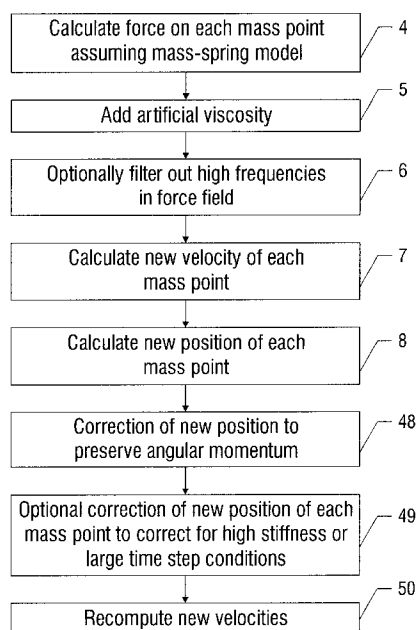 Calculate force on each mass point
assuming mass-spring model
4
Add artificial viscosity
5
Optionally filter out high frequencies
in force field
6
Calculate new velocity of each
mass point
7
Calculate new position of each
mass point
8
Correction of new position to
preserve angular momentum
48
Optional correction of new position of each
mass point to correct for high stiffness or
large time step conditions
49
Recompute new velocities
50